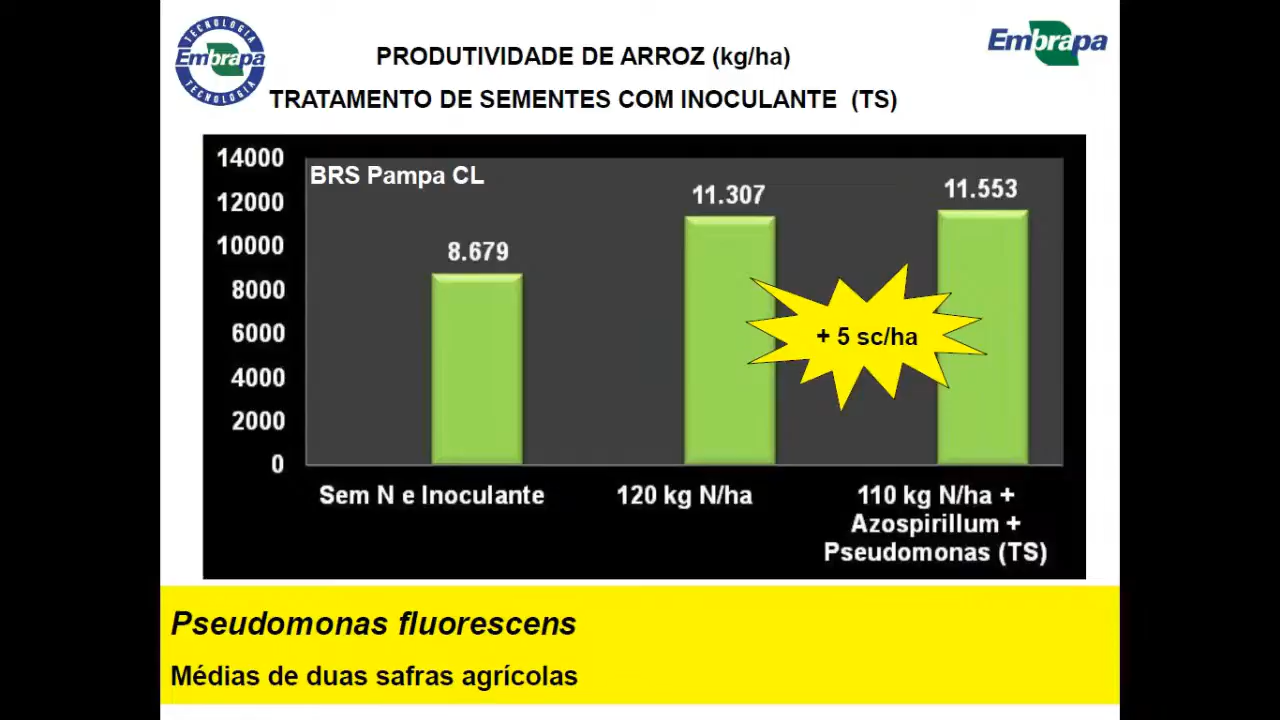 TECNOLOGIA
Embrapa
TECNOLOGIA
Embrapa
PRODUTIVIDADE DE ARROZ (kg/ha)
TRATAMENTO DE SEMENTES COM INOCULANTE (TS)
BRS Pampa CL
14000
12000
10000
8000
6000
4000
2000
0
8.679
11.307
11.553
+ 5 sc/ha
Sem N e Inoculante
120 kg N/ha
110 kg N/ha +
Azospirillum +
Pseudomonas (TS)
Pseudomonas fluorescens
Médias de duas safras agrícolas